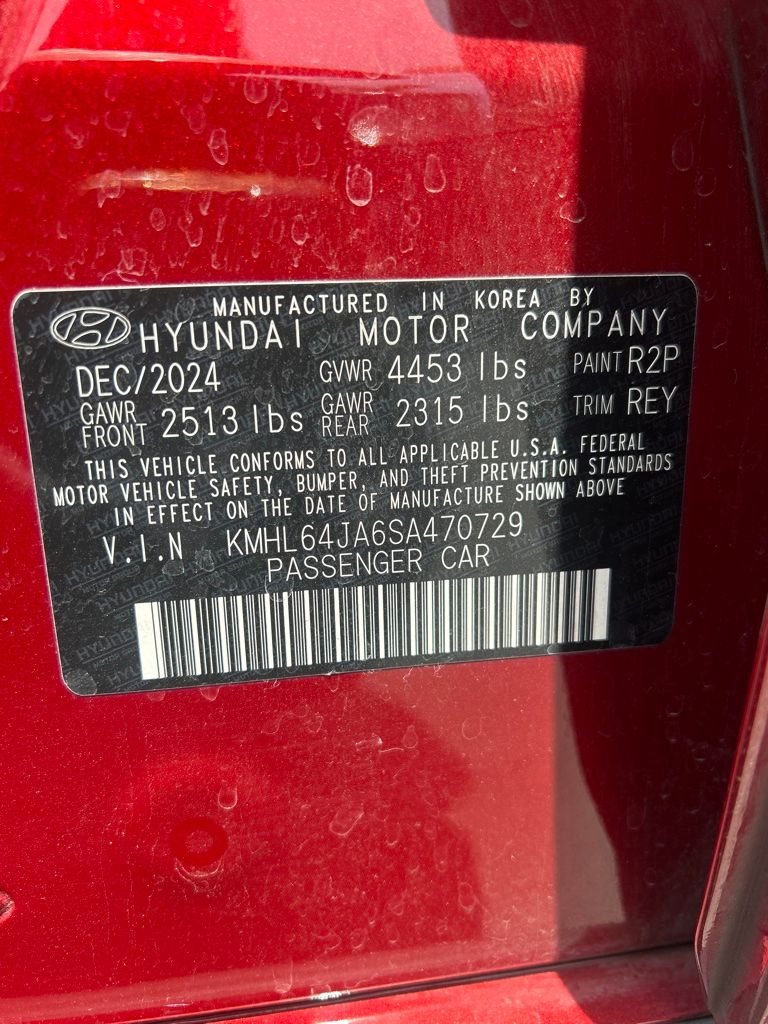 MANUFACTURED IN KOREA BY
HYUNDAI MOTOR COMPANY
DEC/2024 GVWR 4453 lbs PAINT R2P
GAWR FRONT 2513 lbs GAWR REAR 2315 lbs TRIM REY
THIS VEHICLE CONFORMS TO ALL APPLICABLE U.S.A. FEDERAL
MOTOR VEHICLE SAFETY, BUMPER, AND THEFT PREVENTION STANDARDS
IN EFFECT ON THE DATE OF MANUFACTURE SHOWN ABOVE
V.I.N KMHL64JA6SA470729
PASSENGER CAR